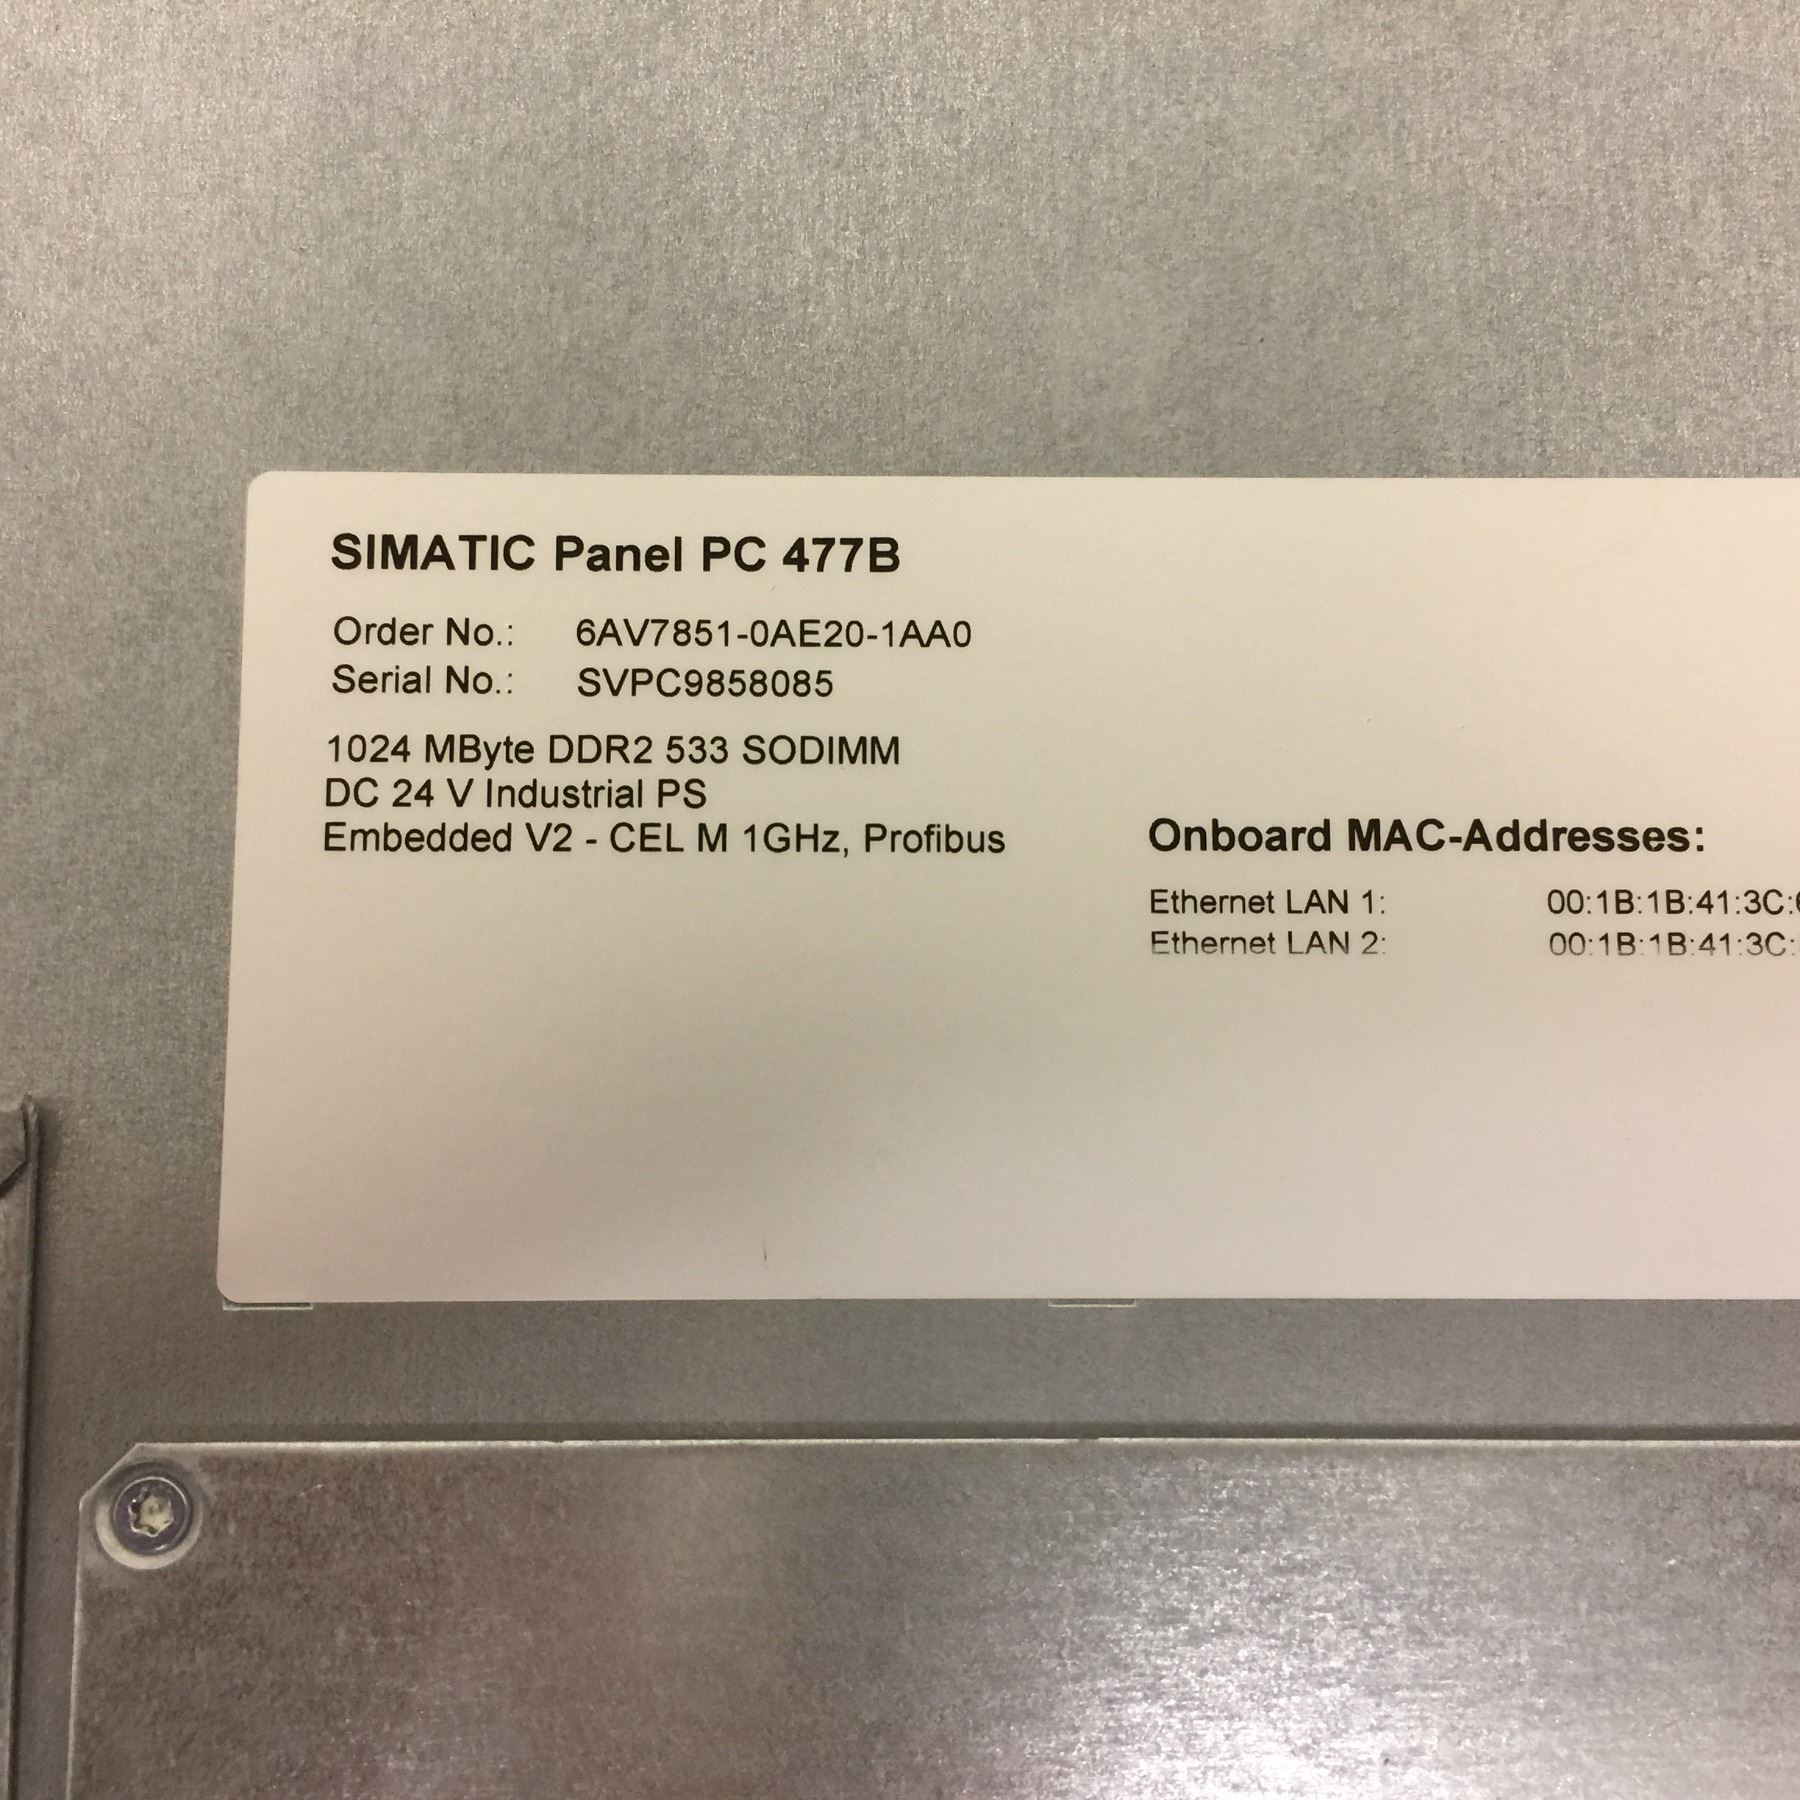 SIMATIC Panel PC 477B
Order No.: 6AV7851-0AE20-1AA0
Serial No.: SVPC9858085
1024 MByte DDR2 533 SODIMM
DC 24 V Industrial PS
Embedded V2 - CEL M 1GHz, Profibus
Onboard MAC-Addresses:
Ethernet LAN 1: 00:1B:1B:41:3C:
Ethernet LAN 2: 00:1B:1B:41:3C: